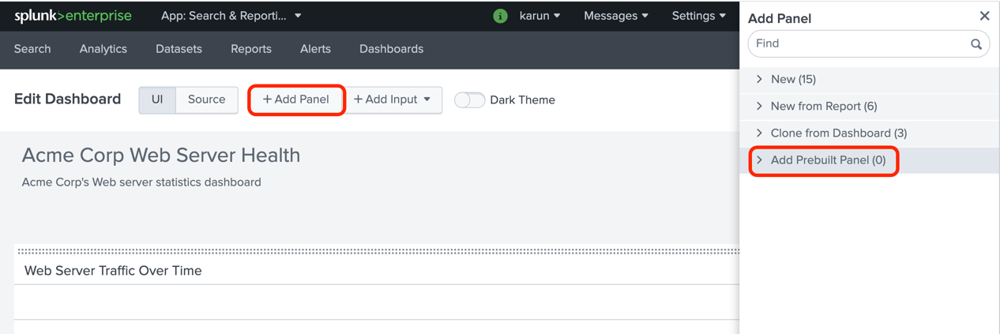 splunk>enterprise App: Search & Reporti... i karun Messages Settings
Search Analytics Datasets Reports Alerts Dashboards
Edit Dashboard UI Source + Add Panel + Add Input Dark Theme
Acme Corp Web Server Health
Acme Corp's Web server statistics dashboard
Web Server Traffic Over Time
Add Panel
Find
New (15)
New from Report (6)
Clone from Dashboard (3)
Add Prebuilt Panel (0)